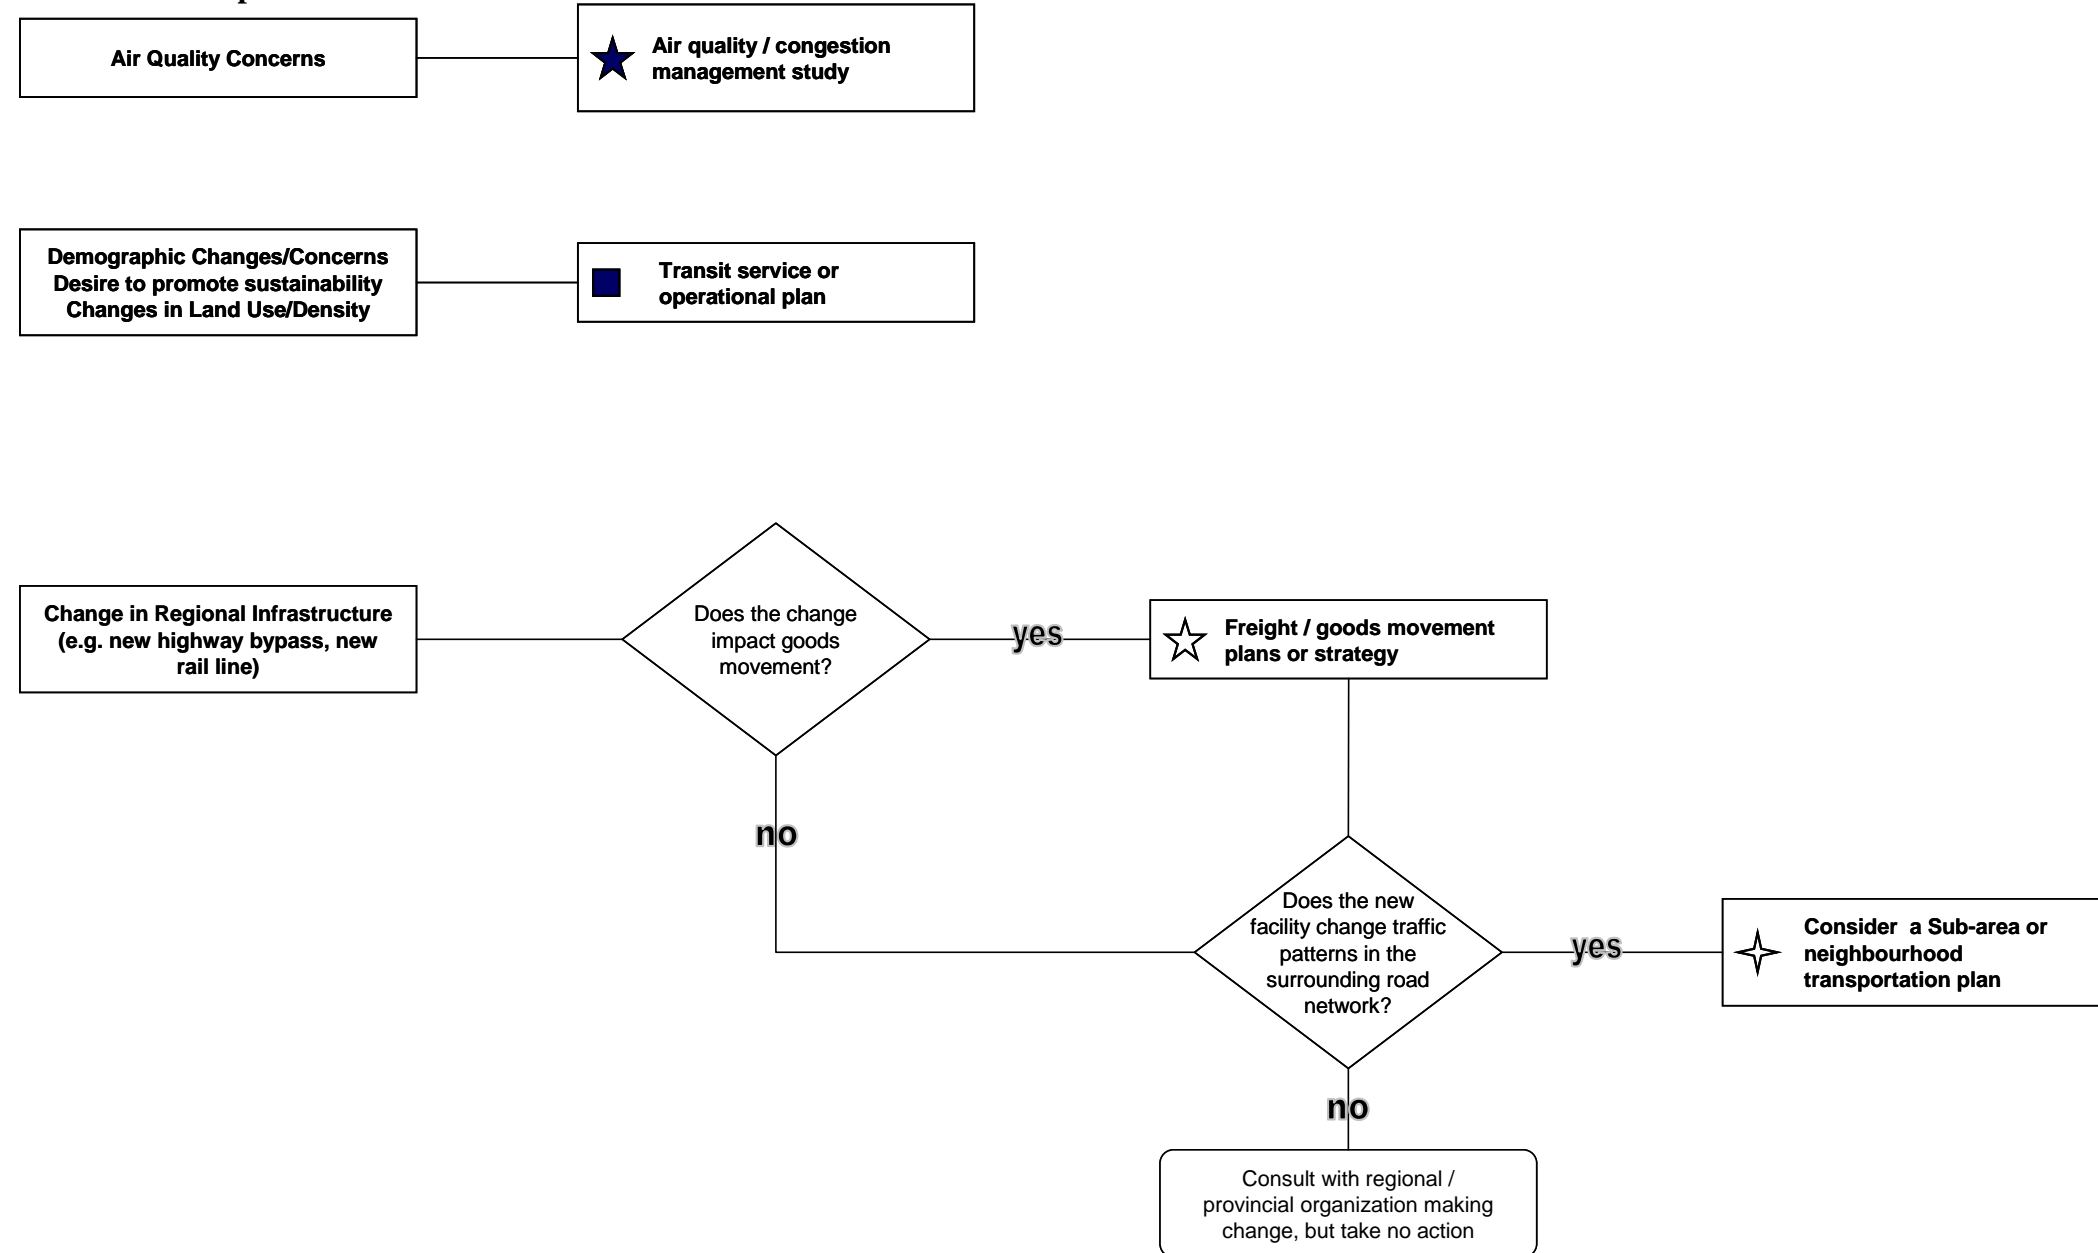 Air Quality Concerns
Air quality / congestion
management study
Demographic Changes/Concerns
Desire to promote sustainability
Changes in Land Use/Density
Transit service or
operational plan
Change in Regional Infrastructure
(e.g. new highway bypass, new
rail line)
Does the change
impact goods
movement?
yes
Freight / goods movement
plans or strategy
no
Does the new
facility change traffic
patterns in the
surrounding road
network?
yes
Consider  a Sub-area or
neighbourhood
transportation plan
no
Consult with regional /
provincial organization making
change, but take no action